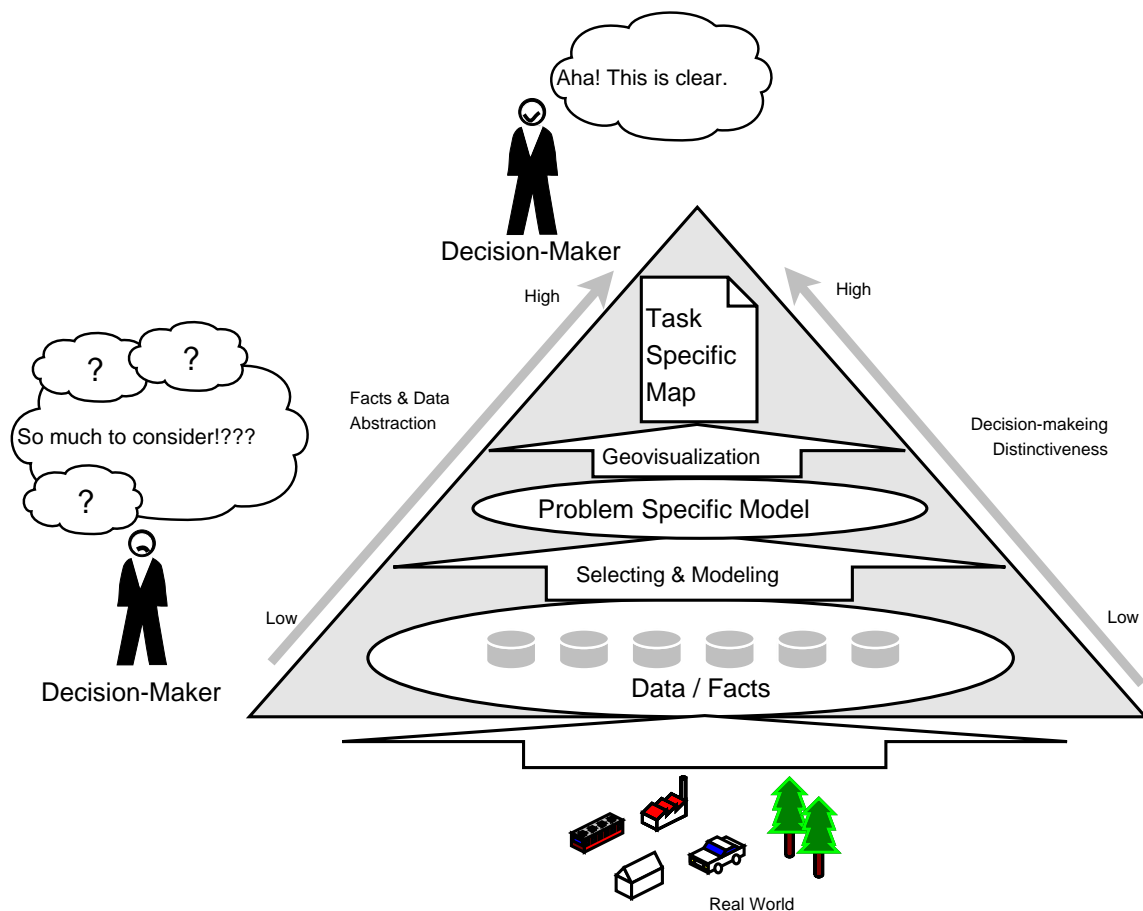 Aha! This is clear.
Decision-Maker
High
High
Task
Specific
Map
?
?
So much to consider!???
?
Facts & Data
Abstraction
Decision-makeing
Distinctiveness
Geovisualization
Problem Specific Model
Selecting & Modeling
Low
Low
Decision-Maker
Data / Facts
Real World